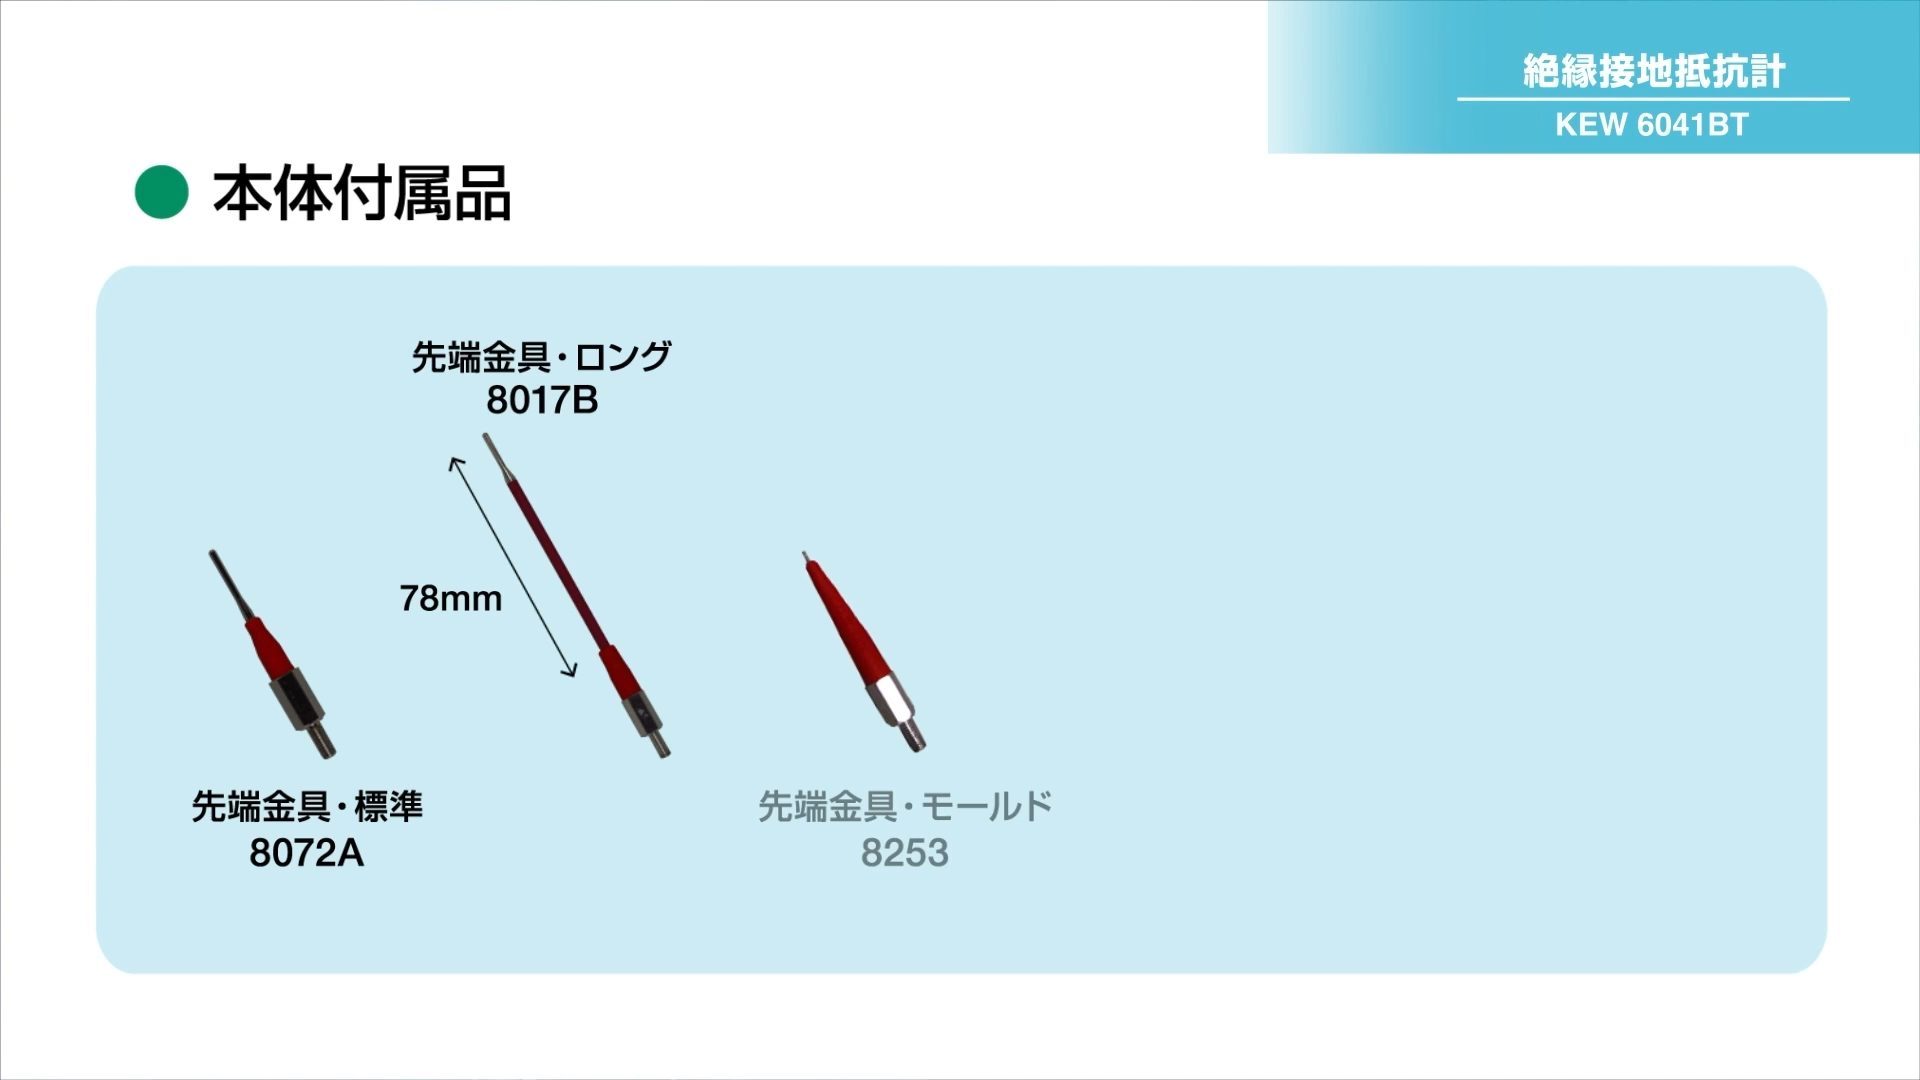 絶縁接地抵抗計
KEW 6041BT
本体付属品
先端金具・ロング
8017B
78mm
先端金具・標準
8072A
先端金具・モールド
8253